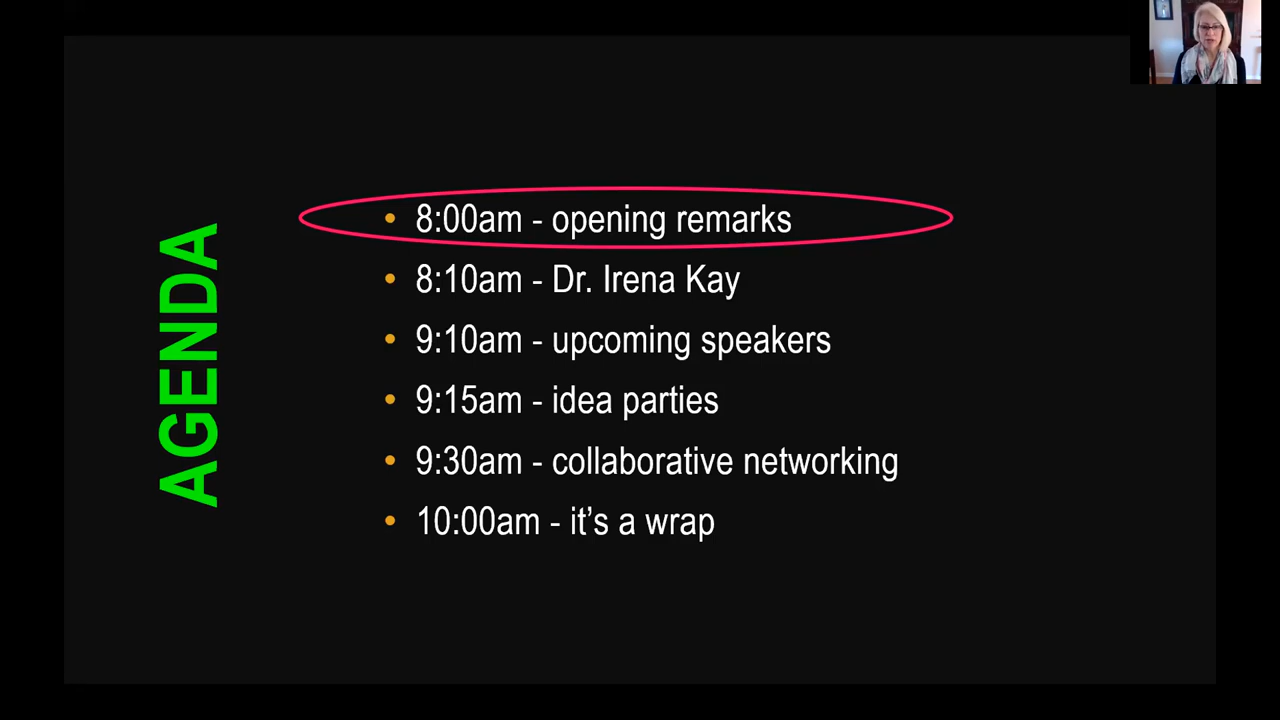 AGENDA
• 8:00am - opening remarks
• 8:10am - Dr. Irena Kay
• 9:10am - upcoming speakers
• 9:15am - idea parties
• 9:30am - collaborative networking
• 10:00am - it’s a wrap